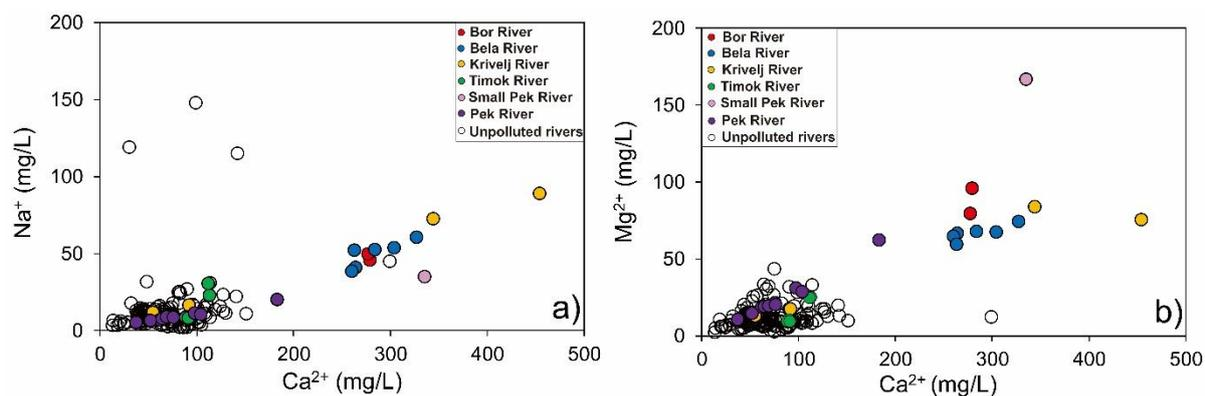 200
150
100
50
0
Na⁺ (mg/L)
0 100 200 300 400 500
Ca²⁺ (mg/L)
Bor River
Bela River
Krivelj River
Timok River
Small Pek River
Pek River
Unpolluted rivers
a)
200
150
100
50
0
Mg²⁺ (mg/L)
0 100 200 300 400 500
Ca²⁺ (mg/L)
Bor River
Bela River
Krivelj River
Timok River
Small Pek River
Pek River
Unpolluted rivers
b)